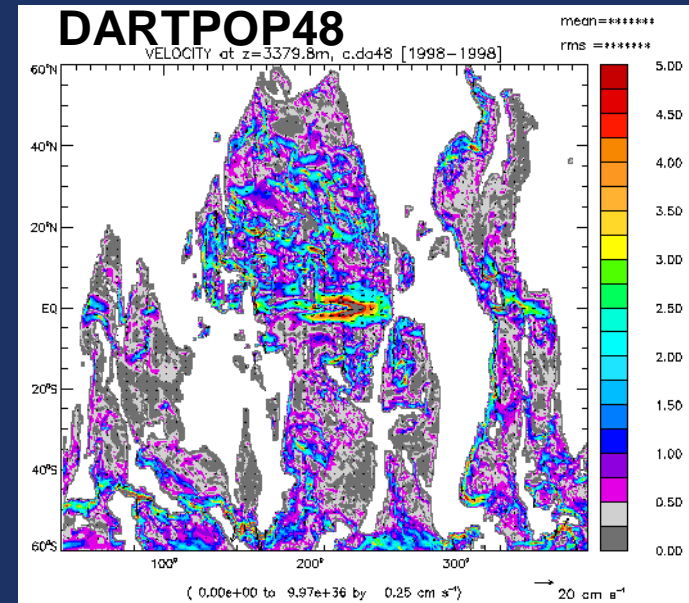 DARTPOP48
mean=*******
rms =*******
VELOCITY at z=3379.8m, c.da48 [1998-1998]
60°N
40°N
20°N
EQ
20°S
40°S
60°S
100°
200°
300°
5.00
4.50
4.00
3.50
3.00
2.50
2.00
1.50
1.00
0.50
0.00
( 0.00e+00 to 9.97e+36 by 0.25 cm s⁻¹)
20 cm s⁻¹